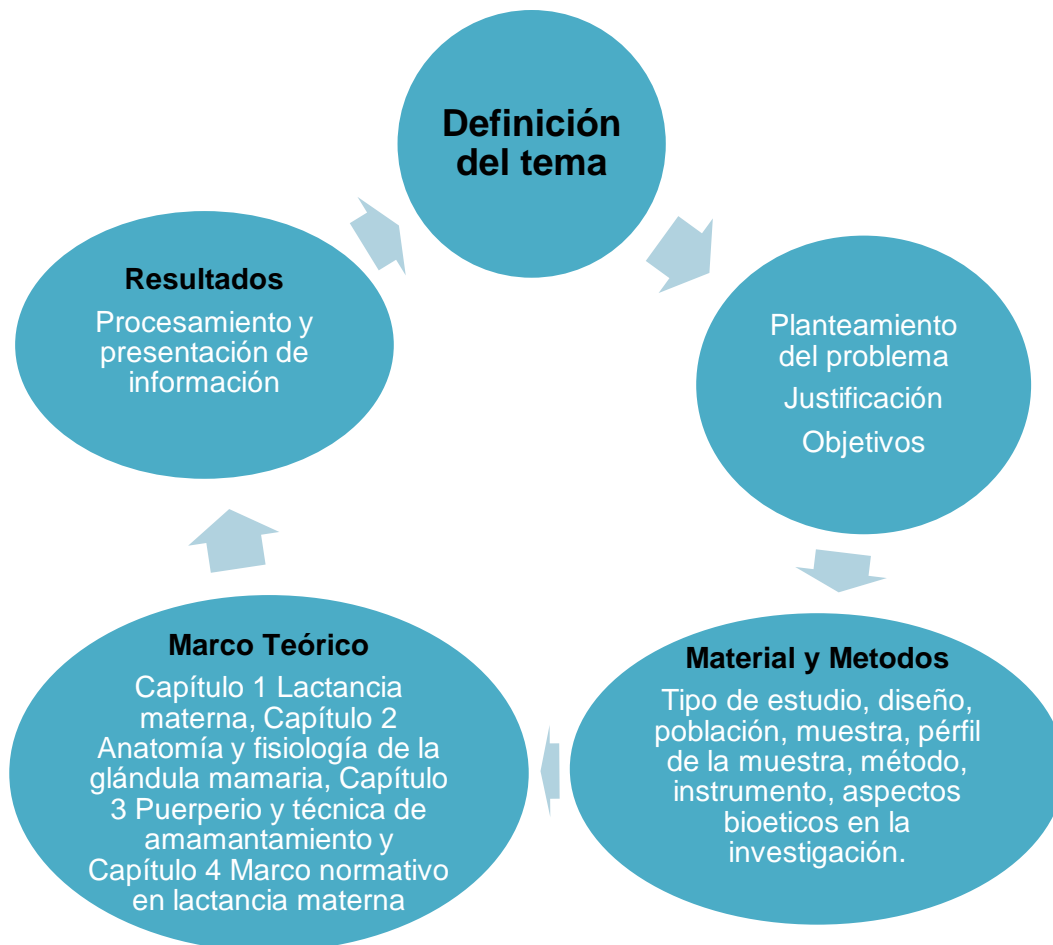 Definición
del tema
Planteamiento
del problema
Justificación
Objetivos
Material y Metodos
Tipo de estudio, diseño,
población, muestra, pérfil
de la muestra, método,
instrumento, aspectos
bioeticos en la
investigación.
Marco Teórico
Capítulo 1 Lactancia
materna, Capítulo 2
Anatomía y fisiología de la
glándula mamaria, Capítulo
3 Puerperio y técnica de
amamantamiento y
Capítulo 4 Marco normativo
en lactancia materna
Resultados
Procesamiento y
presentación de
información